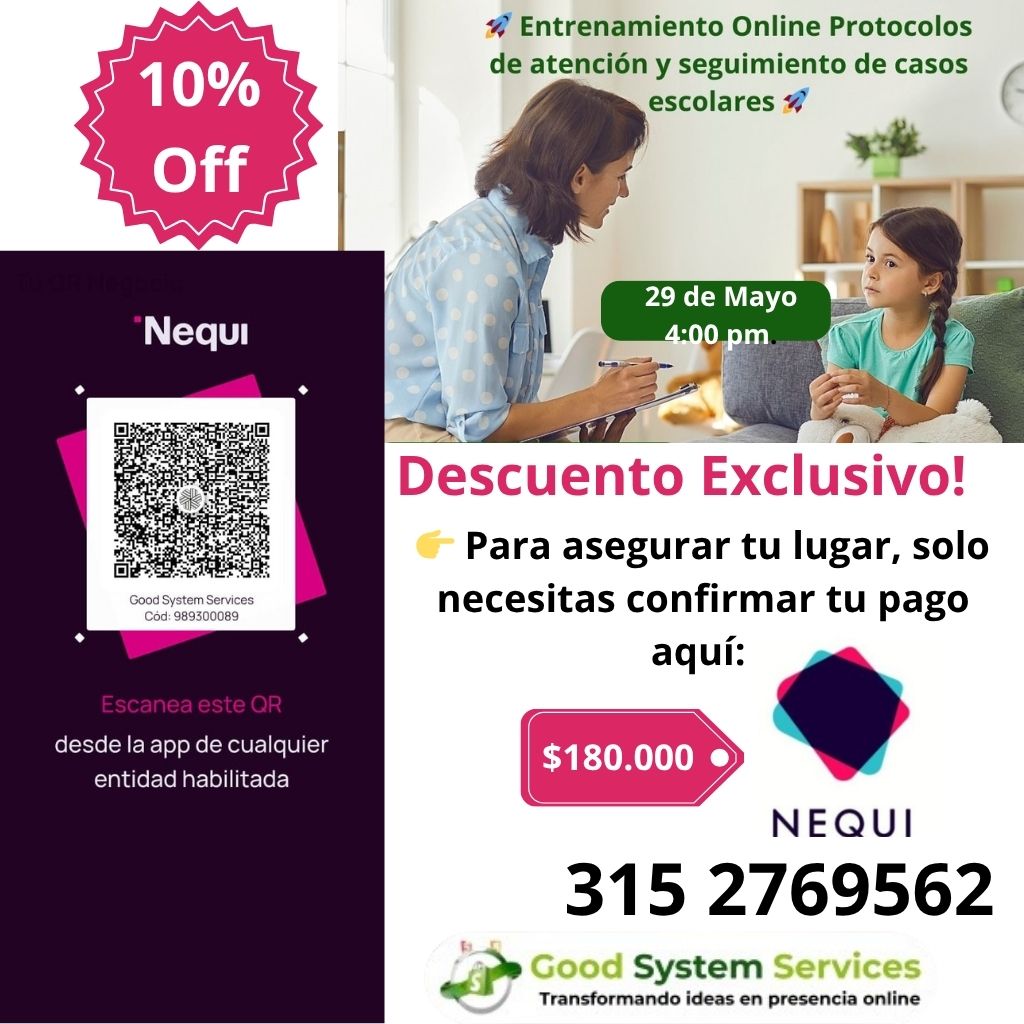 10%
Off
🚀 Entrenamiento Online Protocolos
de atención y seguimiento de casos
escolares 🚀
29 de Mayo
4:00 pm.
Nequi
Good System Services
Cód: 989300089
Escanea este QR
desde la app de cualquier
entidad habilitada
Descuento Exclusivo!
👉 Para asegurar tu lugar, solo
necesitas confirmar tu pago
aquí:
$180.000
NEQUI
315 2769562
Good System Services
Transformando ideas en presencia online